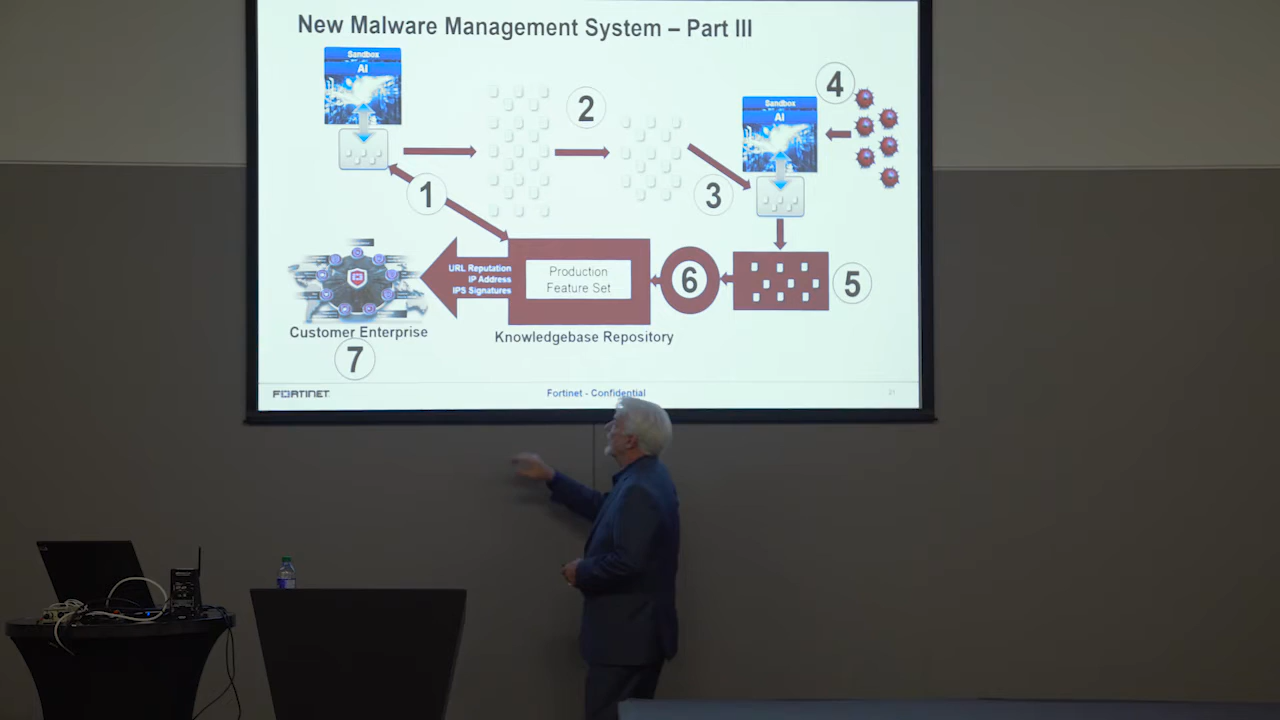 New Malware Management System – Part III
Sandbox
AI
2
Sandbox
AI
4
1
3
URL Reputation
IP Address
IPS Signatures
Production
Feature Set
6
5
Customer Enterprise
Knowledgebase Repository
7
FORTINET
Fortinet - Confidential